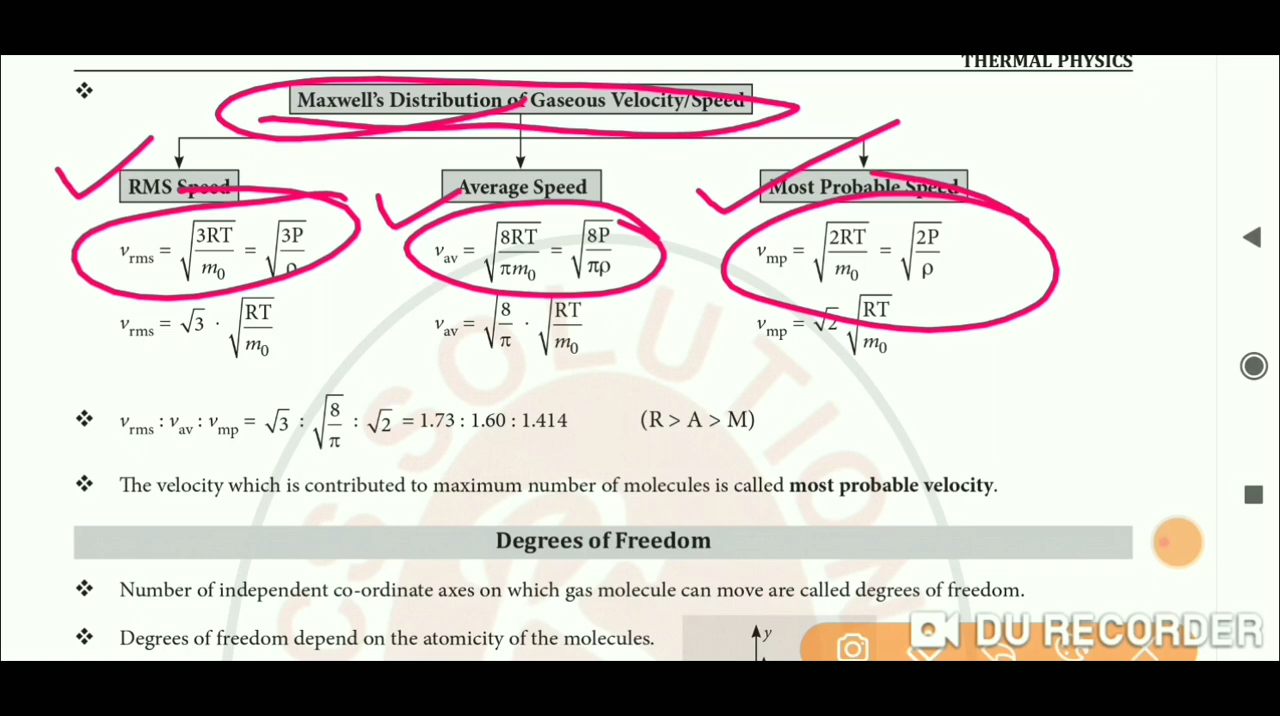 THERMAL PHYSICS
❖ Maxwell's Distribution of Gaseous Velocity/Speed
RMS Speed Average Speed Most Probable Speed
v_rms = √(3RT/m₀) = √(3P/ρ) v_av = √(8RT/πm₀) = √(8P/πρ) v_mp = √(2RT/m₀) = √(2P/ρ)
v_rms = √3 · √(RT/m₀) v_av = √(8/π) · √(RT/m₀) v_mp = √2 √(RT/m₀)
❖ v_rms : v_av : v_mp = √3 : √(8/π) : √2 = 1.73 : 1.60 : 1.414 (R > A > M)
❖ The velocity which is contributed to maximum number of molecules is called most probable velocity.
Degrees of Freedom
❖ Number of independent co-ordinate axes on which gas molecule can move are called degrees of freedom.
❖ Degrees of freedom depend on the atomicity of the molecules.
y
DU RECORDER
CS SOLUTION